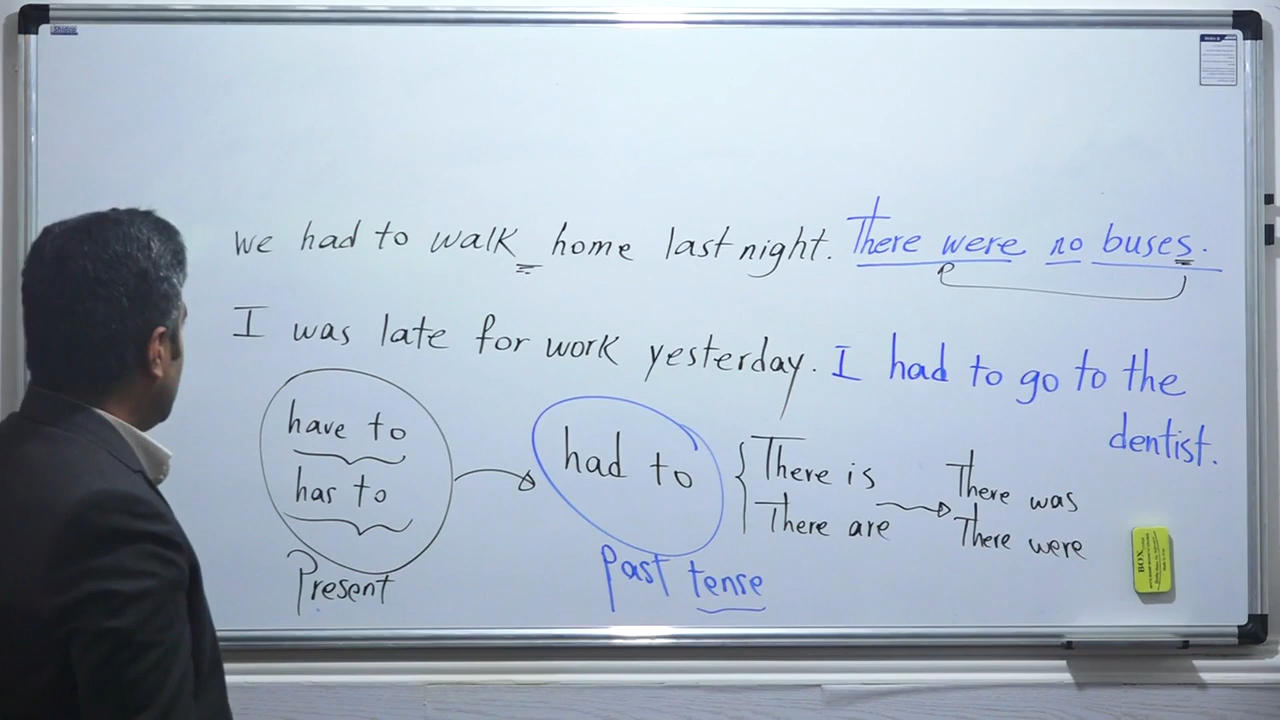 we had to walk home last night. There were no buses.
I was late for work yesterday. I had to go to the
dentist.
have to
has to
Present
had to
Past tense
There is
There are
There was
There were
BOX